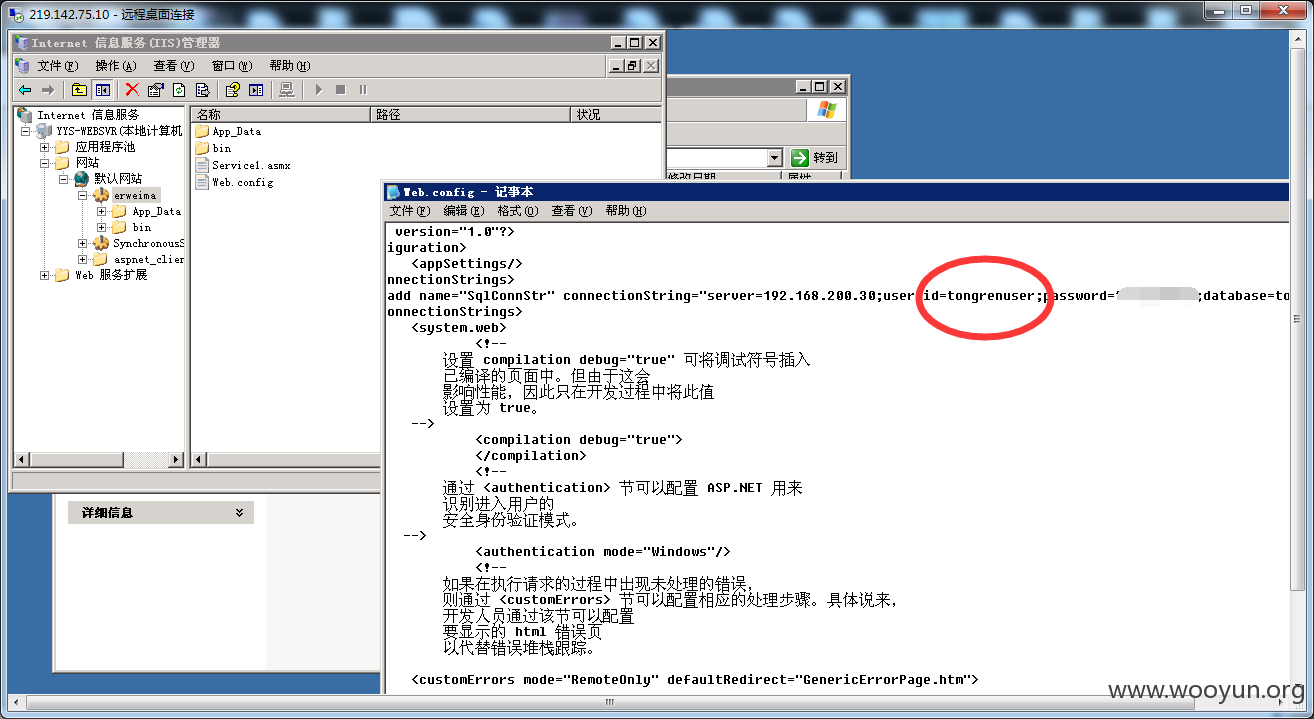 219.142.75.10 - 远程桌面连接
Internet 信息服务(IIS)管理器
文件(F) 操作(A) 查看(V) 窗口(W) 帮助(H)
Internet 信息服务
YYS-WEBSVR(本地计算机
应用程序池
网站
默认网站
erweima
App_Data
bin
SynchronousS
aspnet_clien
Web 服务扩展
名称 路径 状况
App_Data
bin
Service1.asmx
Web.config
转到
修改日期 属性
详细信息
Web.config - 记事本
文件(F) 编辑(E) 格式(O) 查看(V) 帮助(H)
version="1.0"?>
iguration>
<appSettings/>
nnectionStrings>
add name="SqlConnStr" connectionString="server=192.168.200.30;user id=tongrenuser;password= ;database=to
onnectionStrings>
<system.web>
<!--
设置 compilation debug="true" 可将调试符号插入
已编译的页面中。但由于这会
影响性能，因此只在开发过程中将此值
设置为 true。
-->
<compilation debug="true">
</compilation>
<!--
通过 <authentication> 节可以配置 ASP.NET 用来
识别进入用户的
安全身份验证模式。
-->
<authentication mode="Windows"/>
<!--
如果在执行请求的过程中出现未处理的错误，
则通过 <customErrors> 节可以配置相应的处理步骤。具体说来，
开发人员通过该节可以配置
要显示的 html 错误页
以代替错误堆栈跟踪。
<customErrors mode="RemoteOnly" defaultRedirect="GenericErrorPage.htm">
www.wooyun.org